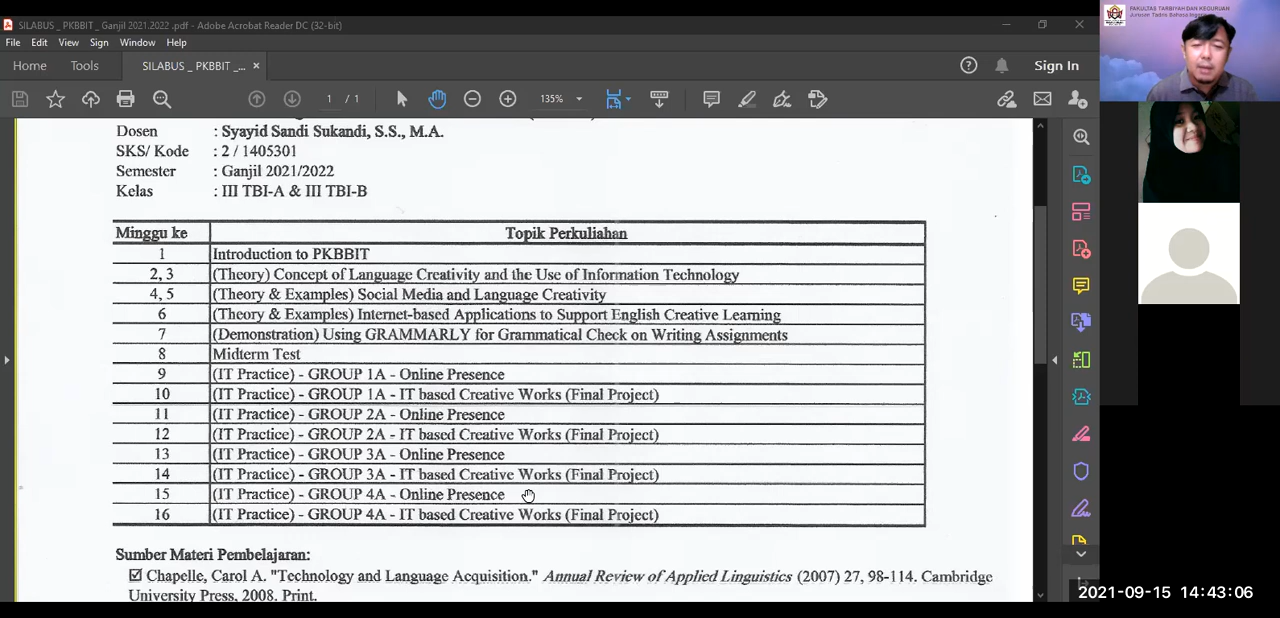 SILABUS _ PKBBIT _ Ganjil 2021.2022 .pdf - Adobe Acrobat Reader DC (32-bit)
File Edit View Sign Window Help
Home Tools SILABUS _ PKBBIT _... × Sign In
1 / 1 135%
Dosen : Syayid Sandi Sukandi, S.S., M.A.
SKS/ Kode : 2 / 1405301
Semester : Ganjil 2021/2022
Kelas : III TBI-A & III TBI-B
Minggu ke Topik Perkuliahan
1 Introduction to PKBBIT
2, 3 (Theory) Concept of Language Creativity and the Use of Information Technology
4, 5 (Theory & Examples) Social Media and Language Creativity
6 (Theory & Examples) Internet-based Applications to Support English Creative Learning
7 (Demonstration) Using GRAMMARLY for Grammatical Check on Writing Assignments
8 Midterm Test
9 (IT Practice) - GROUP 1A - Online Presence
10 (IT Practice) - GROUP 1A - IT based Creative Works (Final Project)
11 (IT Practice) - GROUP 2A - Online Presence
12 (IT Practice) - GROUP 2A - IT based Creative Works (Final Project)
13 (IT Practice) - GROUP 3A - Online Presence
14 (IT Practice) - GROUP 3A - IT based Creative Works (Final Project)
15 (IT Practice) - GROUP 4A - Online Presence
16 (IT Practice) - GROUP 4A - IT based Creative Works (Final Project)
Sumber Materi Pembelajaran:
☑ Chapelle, Carol A. "Technology and Language Acquisition." Annual Review of Applied Linguistics (2007) 27, 98-114. Cambridge
University Press, 2008. Print.
FAKULTAS TARBIYAH DAN KEGURUAN
Jurusan Tadris Bahasa
2021-09-15 14:43:06